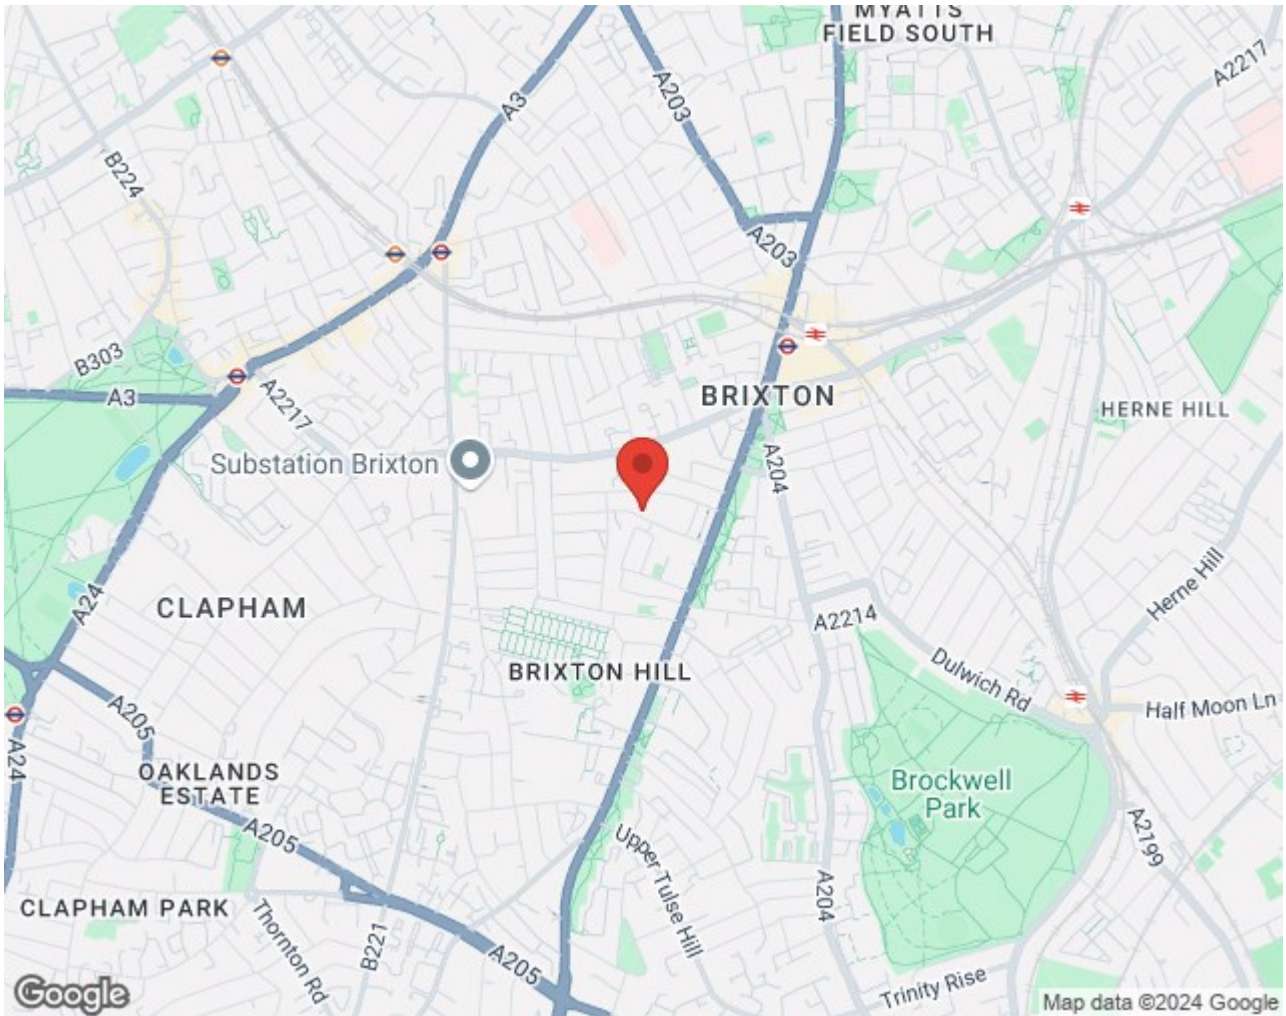 MYATTS
FIELD SOUTH
A2217
A203
A3
B224
A203
B303
A3
A2217
BRIXTON
HERNE HILL
Substation Brixton
A204
A24
CLAPHAM
A2214
Herne Hill
BRIXTON HILL
Dulwich Rd
Half Moon Ln
A205
A24
OAKLANDS
ESTATE
Brockwell
Park
A205
Upper Tulse Hill
A2199
A204
CLAPHAM PARK
Thornton Rd
B221
A205
Trinity Rise
Google
Map data ©2024 Google